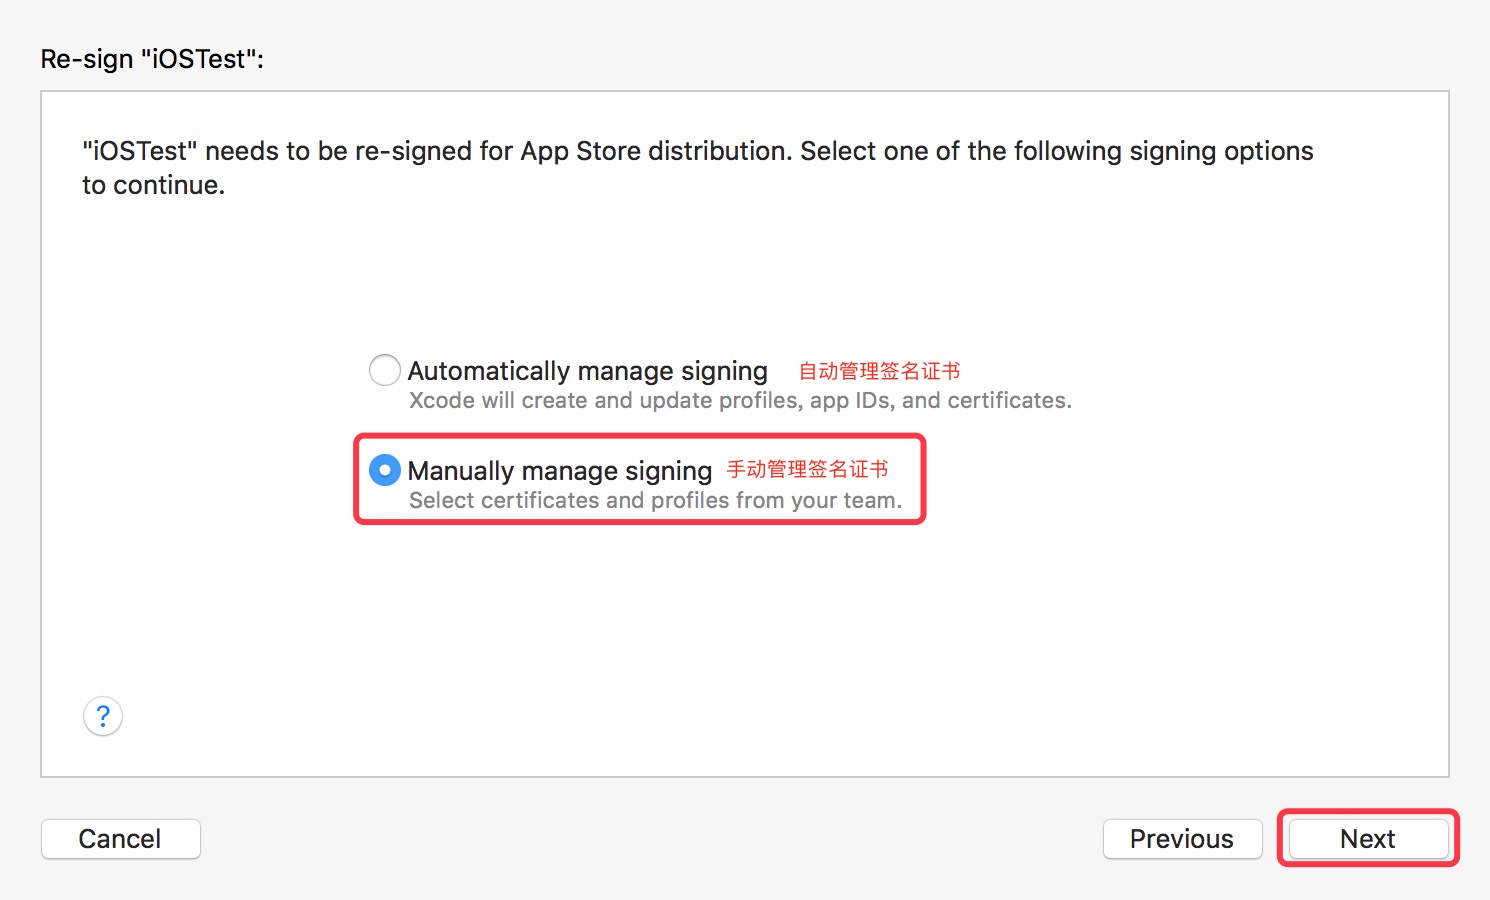 Re-sign "iOSTest":
"iOSTest" needs to be re-signed for App Store distribution. Select one of the following signing options
to continue.
Automatically manage signing 自动管理签名证书
Xcode will create and update profiles, app IDs, and certificates.
Manually manage signing 手动管理签名证书
Select certificates and profiles from your team.
?
Cancel Previous Next